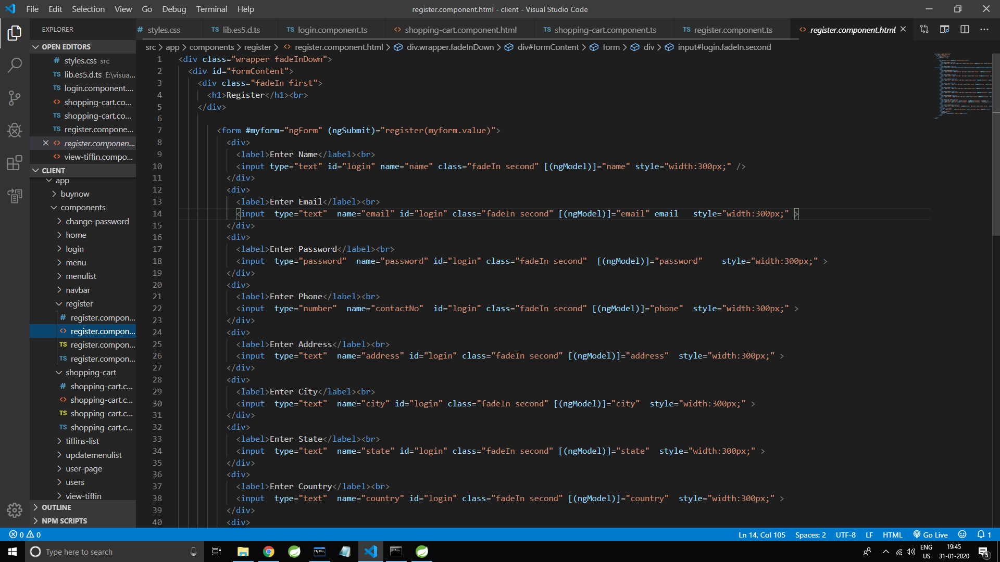 File Edit Selection View Go Debug Terminal Help
register.component.html - client - Visual Studio Code
EXPLORER
# styles.css
TS lib.es5.d.ts
TS login.component.ts
<> shopping-cart.component.html
TS shopping-cart.component.ts
TS register.component.ts
<> register.component.html
OPEN EDITORS
# styles.css src
TS lib.es5.d.ts E:\visua...
TS login.component....
<> shopping-cart.co...
TS shopping-cart.co...
TS register.compone...
<> register.componen...
<> view-tiffin.compo...
CLIENT
app
buynow
components
change-password
home
login
menu
menulist
navbar
register
# register.compon...
<> register.compon...
TS register.compon...
TS register.compon...
shopping-cart
# shopping-cart.c...
<> shopping-cart.c...
TS shopping-cart.c...
TS shopping-cart.c...
tiffins-list
updatemenulist
user-page
users
view-tiffin
OUTLINE
NPM SCRIPTS
src > app > components > register > <> register.component.html > div.wrapper.fadeInDown > div#formContent > form > div > input#login.fadeIn.second
1 <div class="wrapper fadeInDown">
2 <div id="formContent">
3 <div class="fadeIn first">
4 <h1>Register</h1><br>
5 </div>
6
7 <form #myform="ngForm" (ngSubmit)="register(myform.value)">
8 <div>
9 <label>Enter Name</label><br>
10 <input type="text" id="login" name="name" class="fadeIn second" [(ngModel)]="name" style="width:300px;" />
11 </div>
12 <div>
13 <label>Enter Email</label><br>
14 <input  type="text"  name="email" id="login" class="fadeIn second" [(ngModel)]="email" email   style="width:300px;" >
15 </div>
16 <div>
17 <label>Enter Password</label><br>
18 <input  type="password"  name="password" id="login" class="fadeIn second"  [(ngModel)]="password"    style="width:300px;" >
19 </div>
20 <div>
21 <label>Enter Phone</label><br>
22 <input  type="number"  name="contactNo"  id="login" class="fadeIn second" [(ngModel)]="phone"  style="width:300px;" >
23 </div>
24 <div>
25 <label>Enter Address</label><br>
26 <input  type="text"  name="address" id="login" class="fadeIn second" [(ngModel)]="address"  style="width:300px;" >
27 </div>
28 <div>
29 <label>Enter City</label><br>
30 <input  type="text"  name="city" id="login" class="fadeIn second" [(ngModel)]="city"  style="width:300px;" >
31 </div>
32 <div>
33 <label>Enter State</label><br>
34 <input  type="text"  name="state" id="login" class="fadeIn second" [(ngModel)]="state"  style="width:300px;" >
35 </div>
36 <div>
37 <label>Enter Country</label><br>
38 <input  type="text"  name="country" id="login" class="fadeIn second" [(ngModel)]="country"  style="width:300px;" >
39 </div>
40 <div>
0 0
Ln 14, Col 105 Spaces: 2 UTF-8 LF HTML Go Live 1
Type here to search
ENG
US
19:45
31-01-2020
5